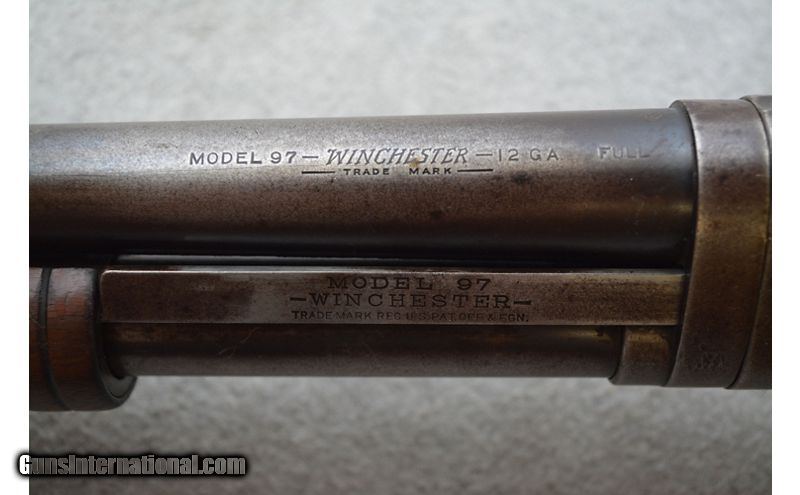 MODEL 97 – WINCHESTER – 12 GA. FULL
TRADE MARK
MODEL 97
–WINCHESTER–
TRADE MARK REG. U.S. PAT. OFF & FGN.
GunsInternational.com